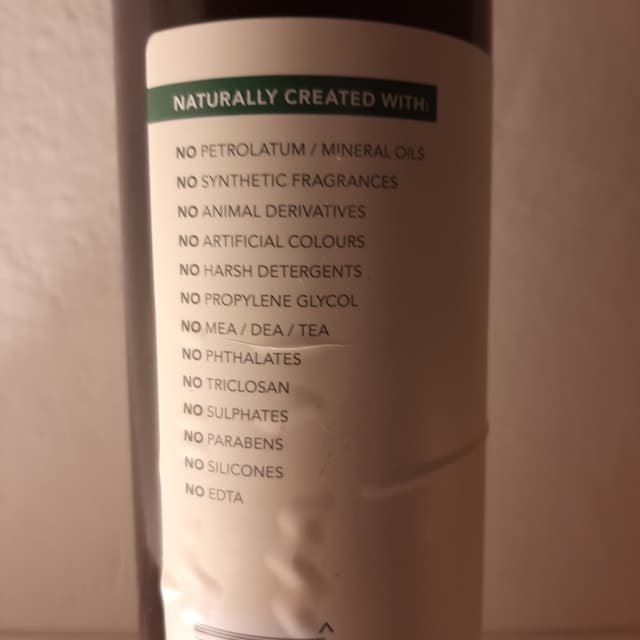 NATURALLY CREATED WITH:
NO PETROLATUM / MINERAL OILS
NO SYNTHETIC FRAGRANCES
NO ANIMAL DERIVATIVES
NO ARTIFICIAL COLOURS
NO HARSH DETERGENTS
NO PROPYLENE GLYCOL
NO MEA / DEA / TEA
NO PHTHALATES
NO TRICLOSAN
NO SULPHATES
NO PARABENS
NO SILICONES
NO EDTA